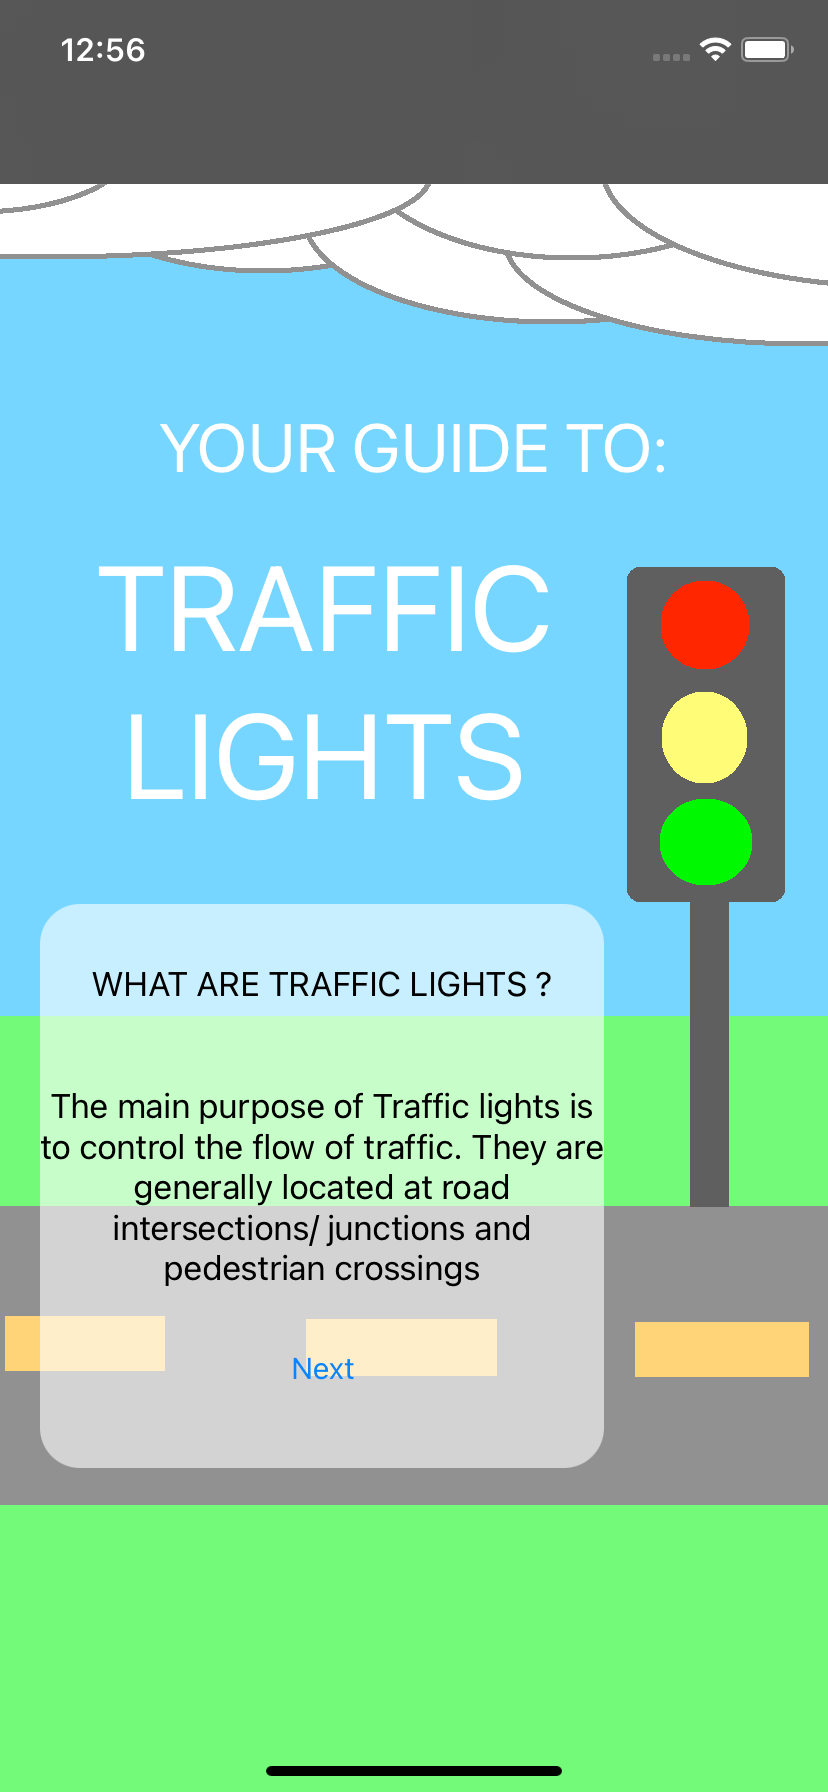 12:56
YOUR GUIDE TO:
TRAFFIC
LIGHTS
WHAT ARE TRAFFIC LIGHTS ?
The main purpose of Traffic lights is
to control the flow of traffic. They are
generally located at road
intersections/ junctions and
pedestrian crossings
Next